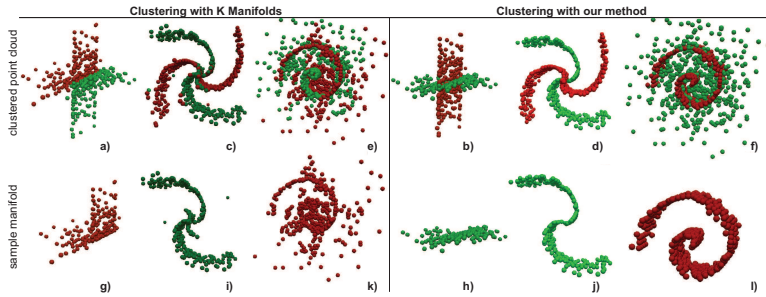 Clustering with K Manifolds
Clustering with our method
clustered point cloud
a)
c)
e)
b)
d)
f)
sample manifold
g)
i)
k)
h)
j)
l)